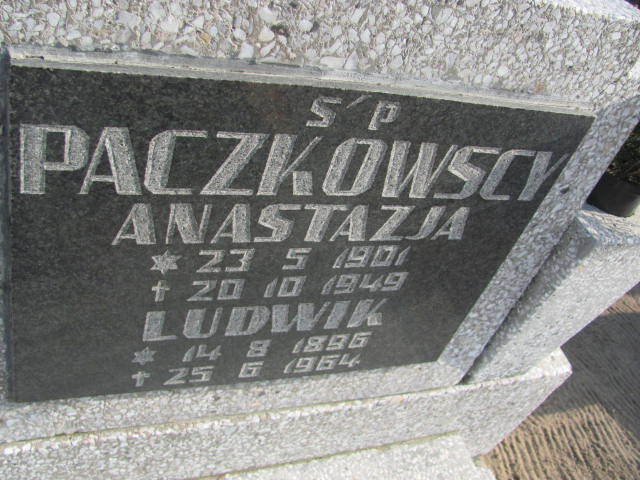 Ś P
PACZKOWSCY
ANASTAZJA
* 23 5 1901
† 20 10 1949
LUDWIK
* 14 8 1896
† 25 6 1964